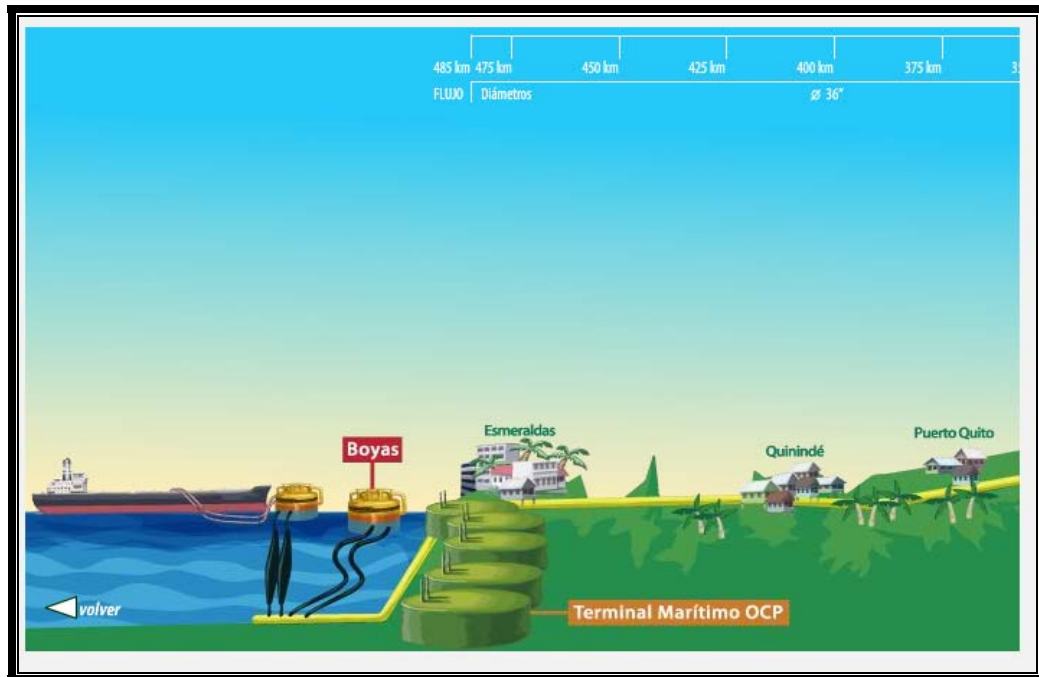 485 km 475 km 450 km 425 km 400 km 375 km
FLUJO Diámetros ⌀ 36"
Esmeraldas
Puerto Quito
Boyas
Quinindé
volver
Terminal Marítimo OCP